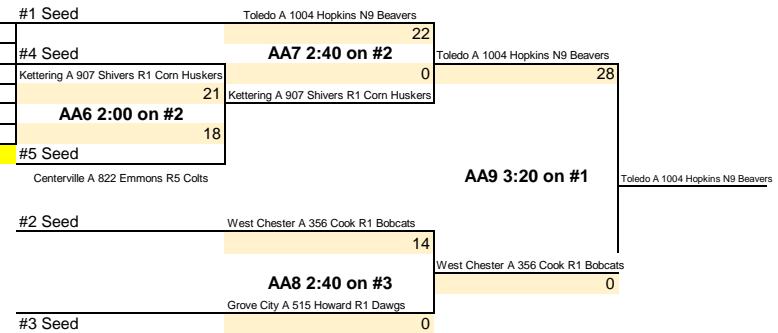 #1 Seed
Toledo A 1004 Hopkins N9 Beavers
22
#4 Seed
AA7 2:40 on #2
Toledo A 1004 Hopkins N9 Beavers
Kettering A 907 Shivers R1 Corn Huskers
0
28
21
Kettering A 907 Shivers R1 Corn Huskers
AA6 2:00 on #2
18
#5 Seed
Centerville A 822 Emmons R5 Colts
AA9 3:20 on #1
Toledo A 1004 Hopkins N9 Beavers
#2 Seed
West Chester A 356 Cook R1 Bobcats
14
West Chester A 356 Cook R1 Bobcats
AA8 2:40 on #3
0
Grove City A 515 Howard R1 Dawgs
#3 Seed
0